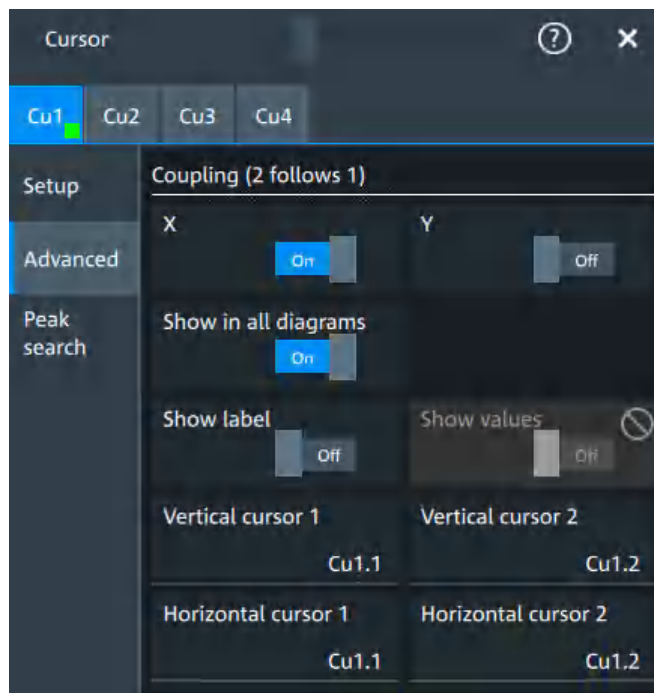 Cursor
?
Cu1 Cu2 Cu3 Cu4
Setup
Advanced
Peak
search
Coupling (2 follows 1)
X
On
Y
Off
Show in all diagrams
On
Show label
Off
Show values
Off
Vertical cursor 1
Cu1.1
Vertical cursor 2
Cu1.2
Horizontal cursor 1
Cu1.1
Horizontal cursor 2
Cu1.2